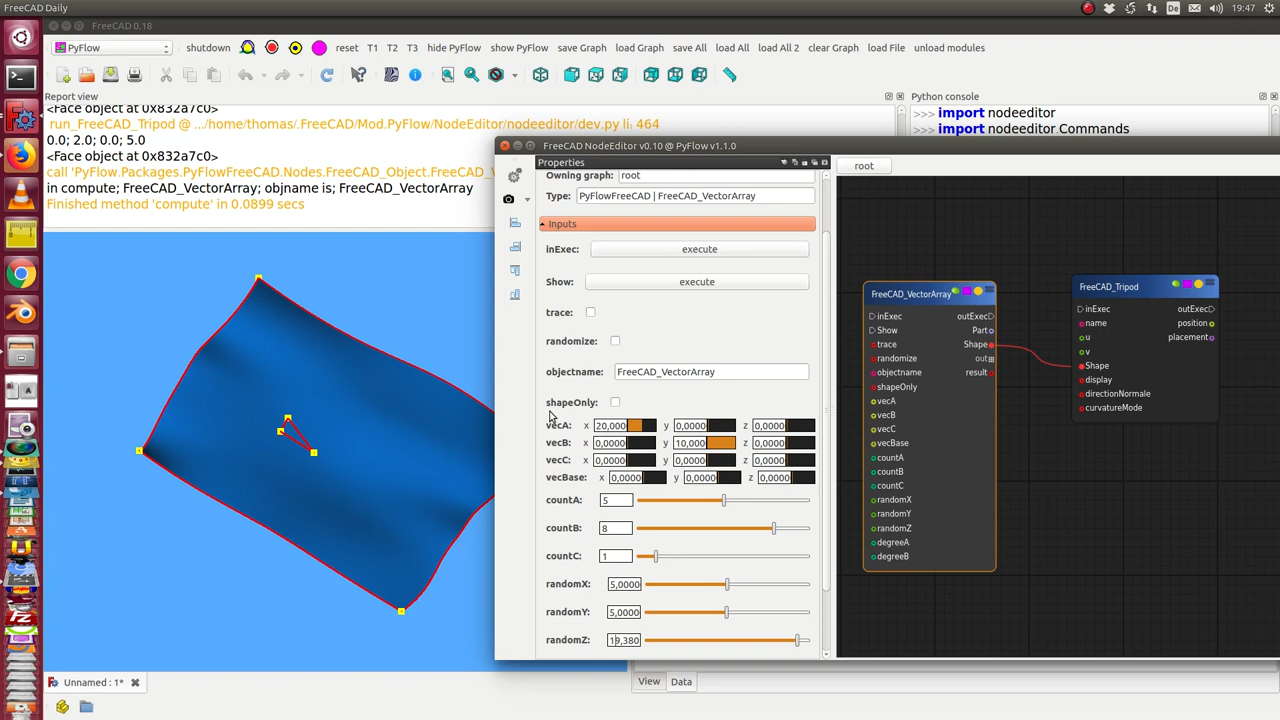 FreeCAD Daily
De
19:47
FreeCAD 0.18
PyFlow
shutdown
reset
T1
T2
T3
hide PyFlow
show PyFlow
save Graph
load Graph
save All
load All
load All 2
clear Graph
load File
unload modules
Report view
Python console
<Face object at 0x832a7c0>
run_FreeCAD_Tripod @ .../home/thomas/.FreeCAD/Mod.PyFlow/NodeEditor/nodeeditor/dev.py li: 464
0.0; 2.0; 0.0; 5.0
<Face object at 0x832a7c0>
call 'PyFlow.Packages.PyFlowFreeCAD.Nodes.FreeCAD_Object.FreeCAD_V
in compute; FreeCAD_VectorArray; objname is; FreeCAD_VectorArray
Finished method 'compute' in 0.0899 secs
>>> import nodeeditor
>>> import nodeeditor.Commands
FreeCAD NodeEditor v0.10 @ PyFlow v1.1.0
Properties
Owning graph: root
Type: PyFlowFreeCAD | FreeCAD_VectorArray
Inputs
inExec: execute
Show: execute
trace:
randomize:
objectname: FreeCAD_VectorArray
shapeOnly:
vecA: x 20,000 y 0,0000 z 0,0000
vecB: x 0,0000 y 10,000 z 0,0000
vecC: x 0,0000 y 0,0000 z 0,0000
vecBase: x 0,0000 y 0,0000 z 0,0000
countA: 5
countB: 8
countC: 1
randomX: 5,0000
randomY: 5,0000
randomZ: 19,380
root
FreeCAD_VectorArray
inExec outExec
Show Part
trace Shape
randomize out
objectname result
shapeOnly
vecA
vecB
vecC
vecBase
countA
countB
countC
randomX
randomY
randomZ
degreeA
degreeB
FreeCAD_Tripod
inExec outExec
name position
u placement
v
Shape
display
directionNormale
curvatureMode
Unnamed : 1*
View
Data